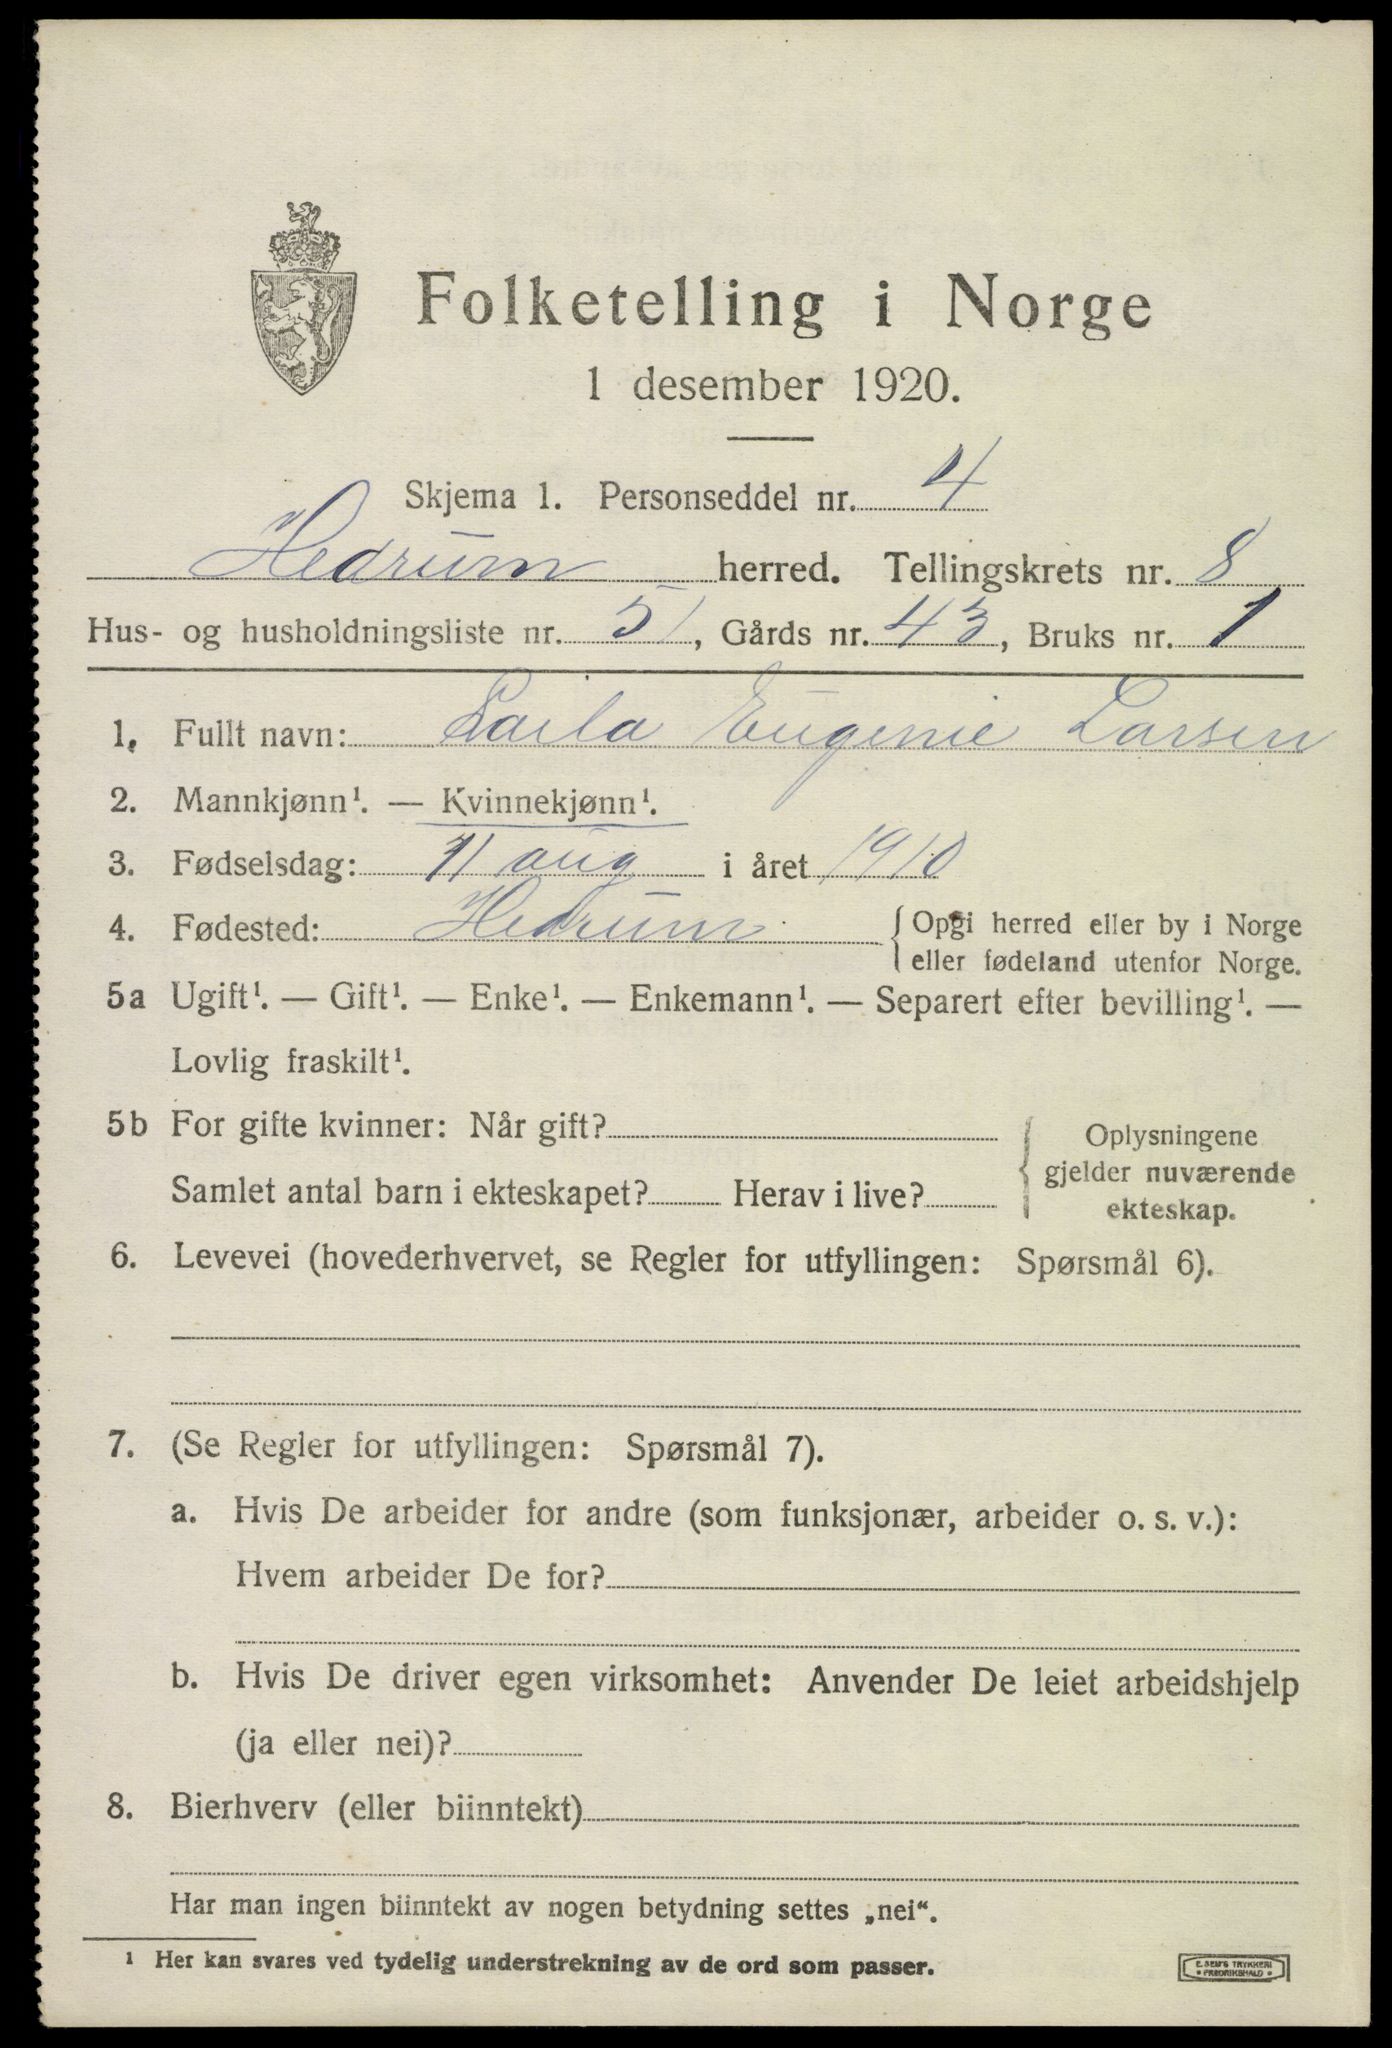 Folketelling i Norge
1 desember 1920.
Skjema 1. Personseddel nr. 4
Hedrum herred. Tellingskrets nr. 8
Hus- og husholdningsliste nr. 51, Gårds nr. 43, Bruks nr. 1
1. Fullt navn: Laila Eugenie Larsen
2. Mannkjønn¹. — Kvinnekjønn¹.
3. Fødselsdag: 11 aug i året 1910
4. Fødested: Hedrum { Opgi herred eller by i Norge
eller fødeland utenfor Norge.
5a Ugift¹. — Gift¹. — Enke¹. — Enkemann¹. — Separert efter bevilling¹. —
Lovlig fraskilt¹.
5b For gifte kvinner: Når gift? { Oplysningene
gjelder nuværende
Samlet antal barn i ekteskapet? Herav i live? ekteskap.
6. Levevei (hovederhvervet, se Regler for utfyllingen: Spørsmål 6).
7. (Se Regler for utfyllingen: Spørsmål 7).
a. Hvis De arbeider for andre (som funksjonær, arbeider o. s. v.):
Hvem arbeider De for?
b. Hvis De driver egen virksomhet: Anvender De leiet arbeidshjelp
(ja eller nei)?
8. Bierhverv (eller biinntekt)
Har man ingen biinntekt av nogen betydning settes „nei“.
¹ Her kan svares ved tydelig understrekning av de ord som passer.
E. SEM'S TRYKKERI
• FREDRIKSHALD •